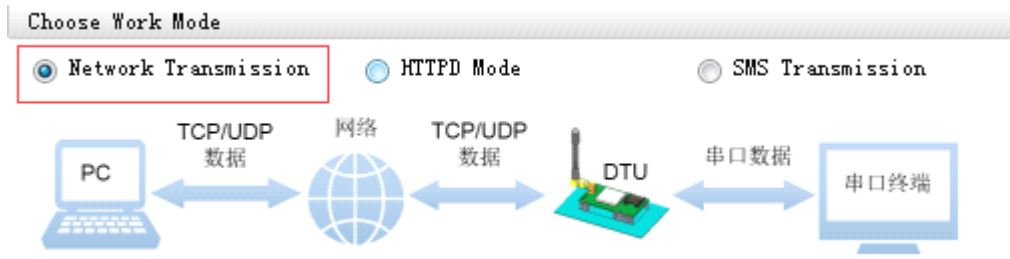 Choose Work Mode
Network Transmission HTTPD Mode SMS Transmission
TCP/UDP 网络 TCP/UDP
数据 数据 串口数据
PC DTU 串口终端